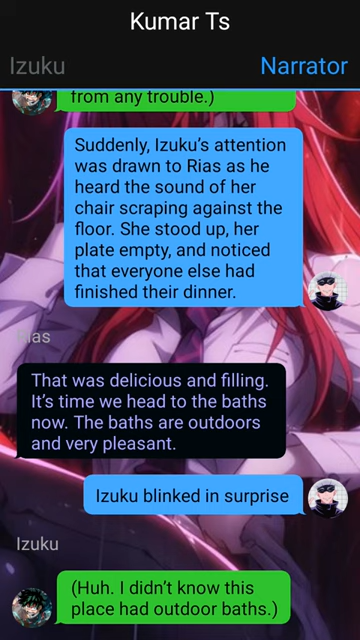 Kumar Ts
Izuku
Narrator
from any trouble.)
Suddenly, Izuku's attention
was drawn to Rias as he
heard the sound of her
chair scraping against the
floor. She stood up, her
plate empty, and noticed
that everyone else had
finished their dinner.
Rias
That was delicious and filling.
It's time we head to the baths
now. The baths are outdoors
and very pleasant.
Izuku blinked in surprise
Izuku
(Huh. I didn't know this
place had outdoor baths.)